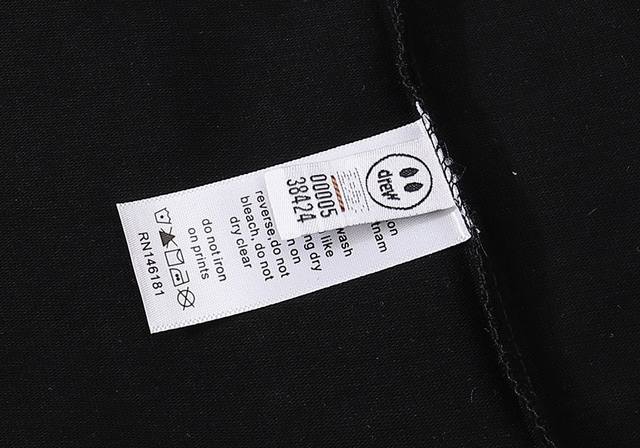 drew
00005
38424
on
tnam
wash
like
ng dry
n on
reverse,do not
bleach, do not
dry clear
do not iron
on prints
RN146181